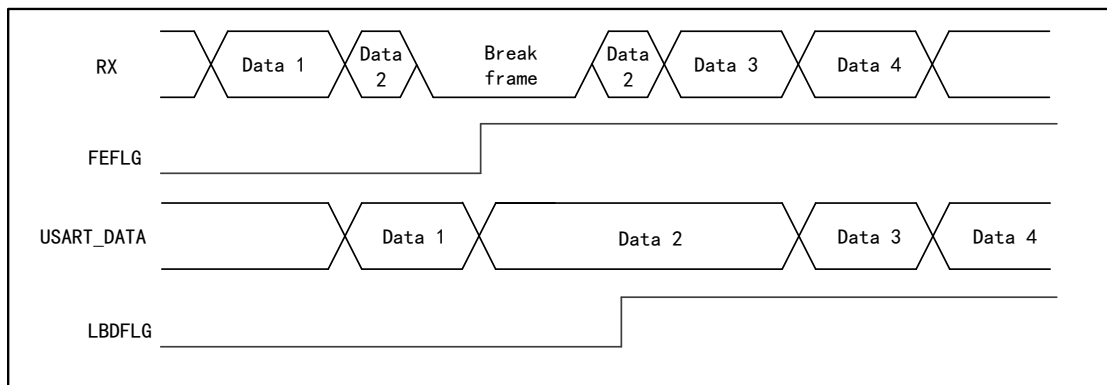 RX
Data 1
Data
2
Break
frame
Data
2
Data 3
Data 4
FEFLG
USART_DATA
Data 1
Data 2
Data 3
Data 4
LBDFLG